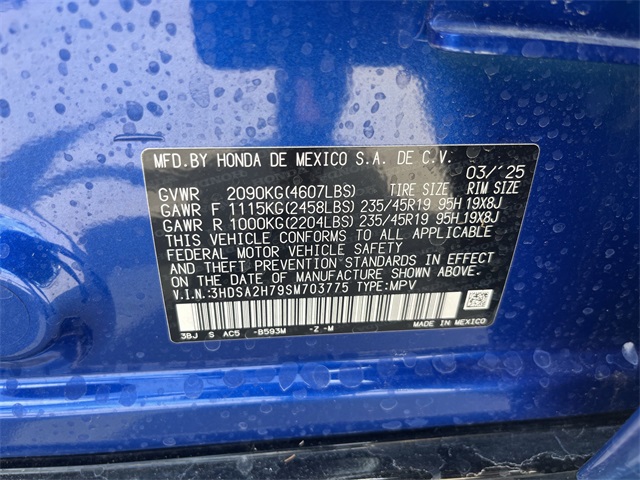 MFD.BY HONDA DE MEXICO S.A. DE C.V. 03/'25
GVWR 2090KG(4607LBS) TIRE SIZE RIM SIZE
GAWR F 1115KG(2458LBS) 235/45R19 95H 19X8J
GAWR R 1000KG(2204LBS) 235/45R19 95H 19X8J
THIS VEHICLE CONFORMS TO ALL APPLICABLE
FEDERAL MOTOR VEHICLE SAFETY
AND THEFT PREVENTION STANDARDS IN EFFECT
ON THE DATE OF MANUFACTURE SHOWN ABOVE.
V.I.N.:3HDSA2H79SM703775 TYPE:MPV
3BJ S AC5 -B593M -Z -M MADE IN MEXICO